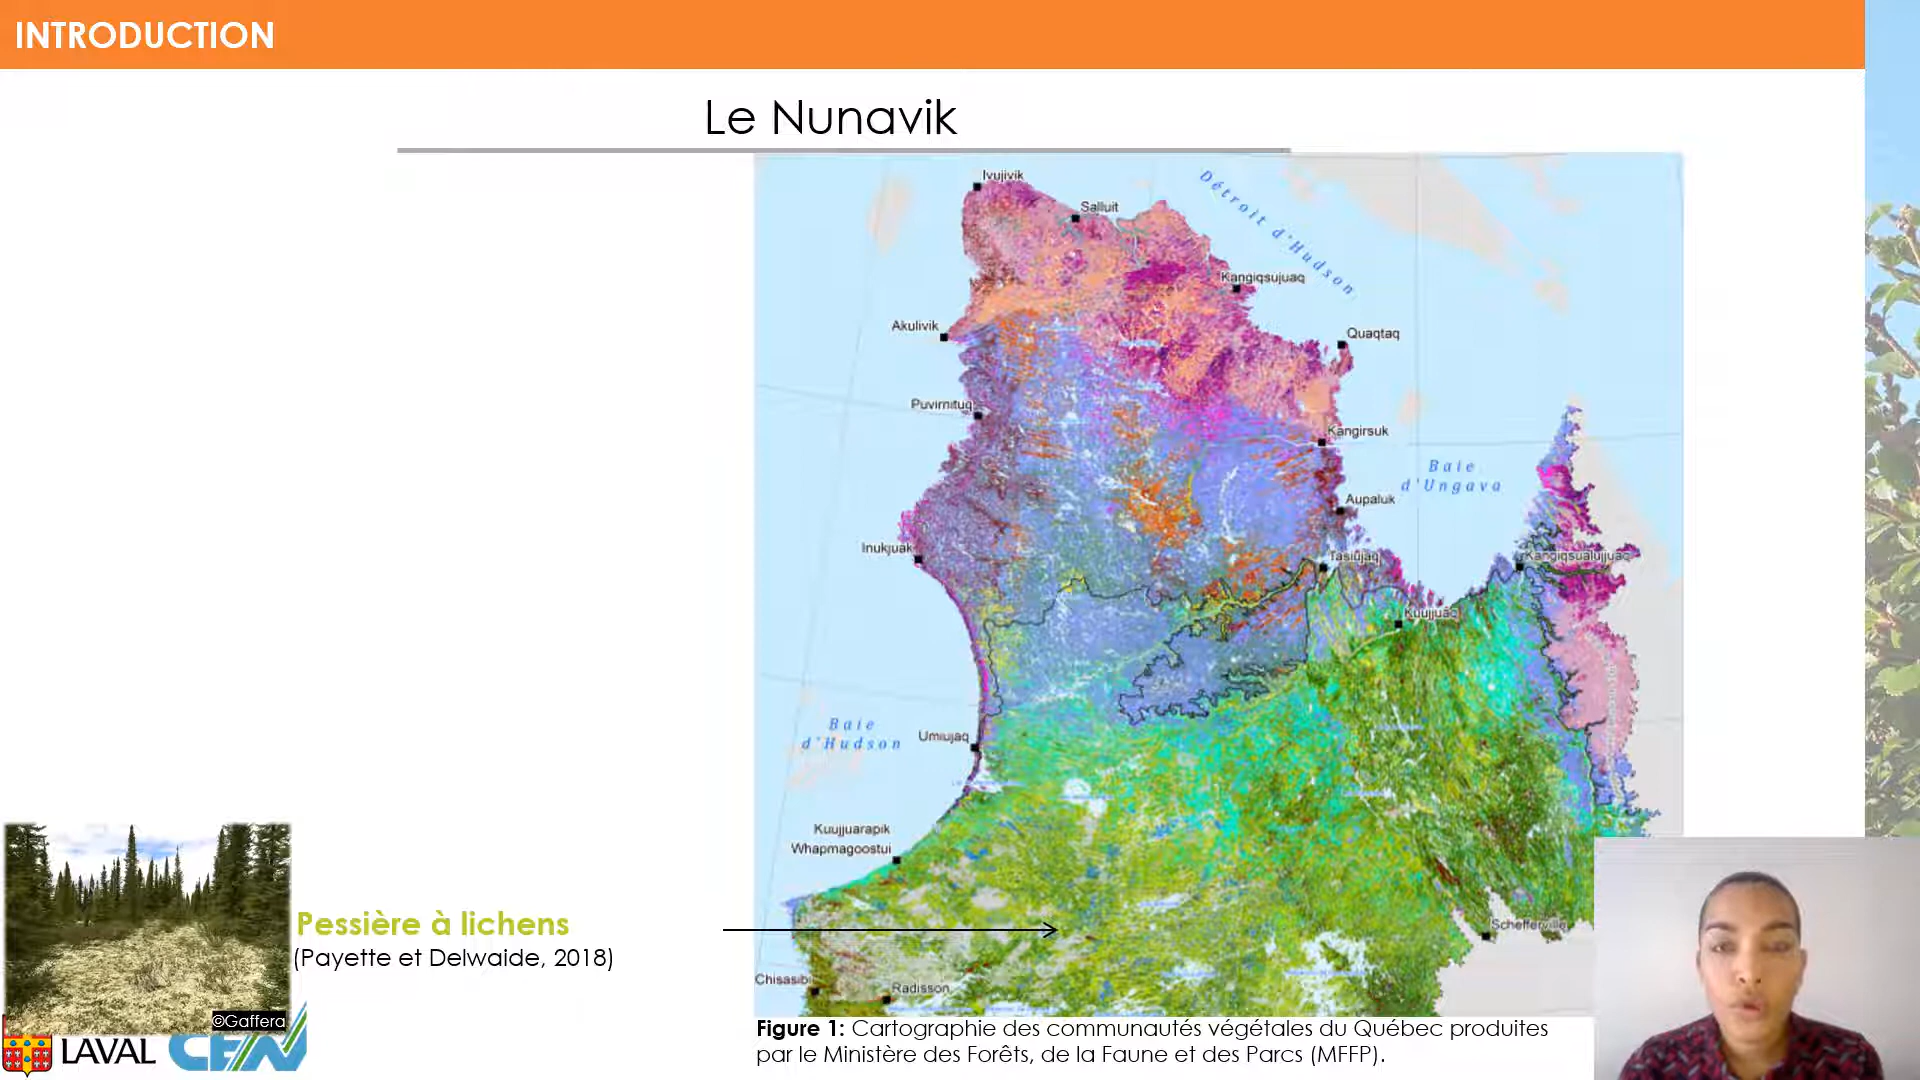 INTRODUCTION
Le Nunavik
Ivujivik
Salluit
Détroit d'Hudson
Kangiqsujuaq
Akulivik
Quaqtaq
Puvirnituq
Kangirsuk
Baie
d'Ungava
Aupaluk
Inukjuak
Tasiujaq
Kangiqsualujjuaq
Kuujjuaq
Baie
d'Hudson
Umiujaq
Kuujjuarapik
Whapmagoostui
Pessière à lichens
(Payette et Delwaide, 2018)
Schefferville
Chisasibi
Radisson
©Gaffera
LAVAL CEN
Figure 1: Cartographie des communautés végétales du Québec produites
par le Ministère des Forêts, de la Faune et des Parcs (MFFP).